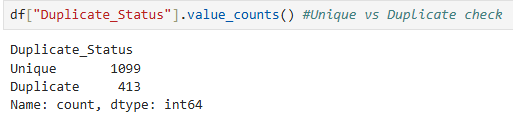 df["Duplicate_Status"].value_counts() #Unique vs Duplicate check
Duplicate_Status
Unique       1099
Duplicate     413
Name: count, dtype: int64